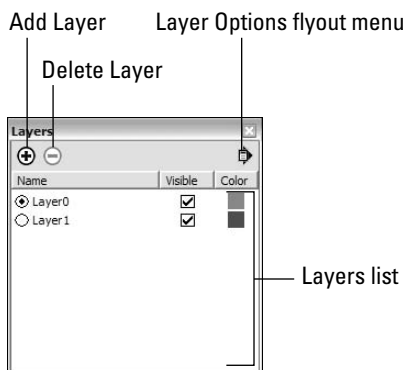 Add Layer
Layer Options flyout menu
Delete Layer
Layers
Name Visible Color
Layer0
Layer1
Layers list